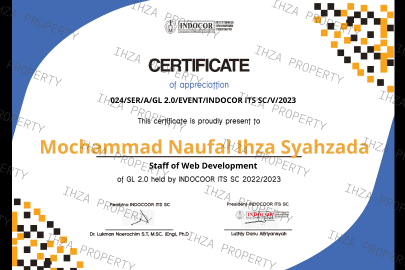 INDOCOR
CERTIFICATE
of appreciation
024/SER/A/GL 2.0/EVENT/INDOCOR ITS SC/V/2023
This certificate is proudly present to
Mochammad Naufal Ihza Syahzada
Staff of Web Development
of GL 2.0 held by INDOCOOR ITS SC 2022/2023
Pembina INDOCOOR ITS SC
President INDOCOOR ITS SC
INDOCOR
Dr. Lukman Noerochim S.T, M.SC. (Eng), Ph.D
Luthfy Danu Alfriyansyah
IHZA PROPERTY
IHZA PROPERTY
IHZA PROPERTY
IHZA PROPERTY
IHZA PROPERTY
IHZA PROPERTY
IHZA PROPERTY
IHZA PROPERTY